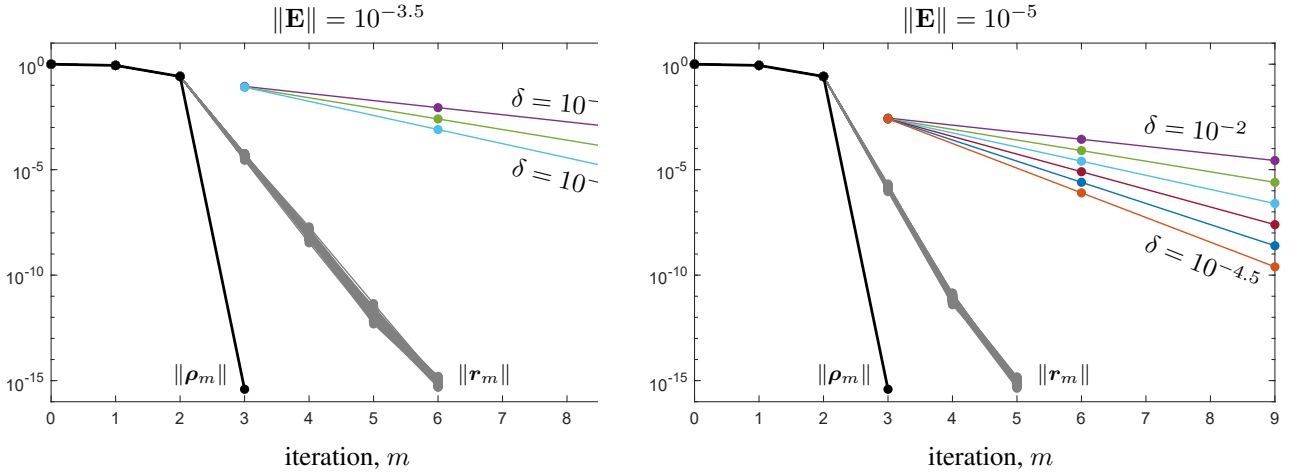 ‖E‖ = 10^{−3.5}
10^0
10^{−5}
10^{−10}
10^{−15}
δ = 10^−
δ = 10^−
‖ρ_m‖
‖r_m‖
0 1 2 3 4 5 6 7 8
iteration, m
‖E‖ = 10^{−5}
10^0
10^{−5}
10^{−10}
10^{−15}
δ = 10^{−2}
δ = 10^{−4.5}
‖ρ_m‖
‖r_m‖
0 1 2 3 4 5 6 7 8 9
iteration, m